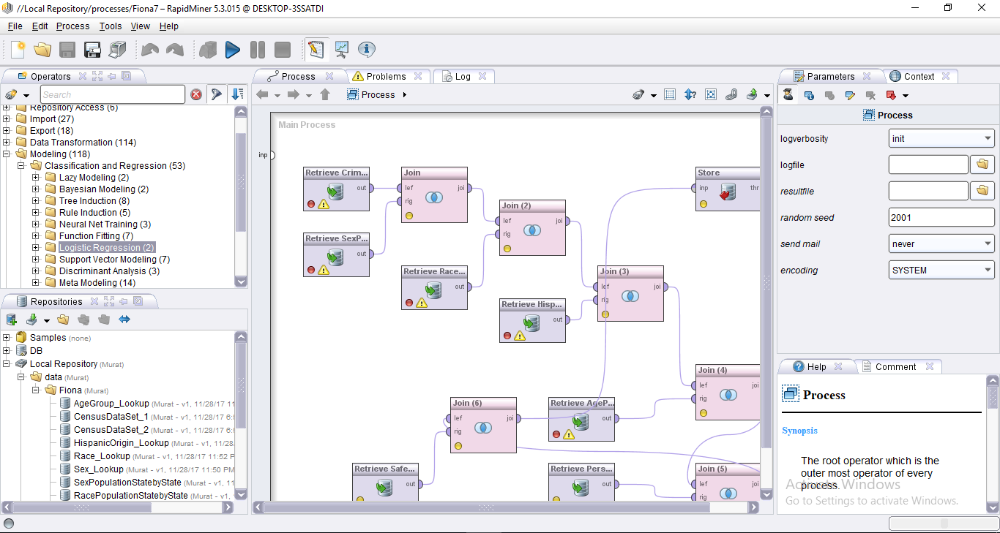 //Local Repository/processes/Fiona7 – RapidMiner 5.3.015 @ DESKTOP-3SSATDI
File Edit Process Tools View Help
Operators
Search
Repository Access (6)
Import (27)
Export (18)
Data Transformation (114)
Modeling (118)
Classification and Regression (53)
Lazy Modeling (2)
Bayesian Modeling (2)
Tree Induction (8)
Rule Induction (5)
Neural Net Training (3)
Function Fitting (7)
Logistic Regression (2)
Support Vector Modeling (7)
Discriminant Analysis (3)
Meta Modeling (14)
Repositories
Samples (none)
DB
Local Repository (Murat)
data (Murat)
Fiona (Murat)
AgeGroup_Lookup (Murat - v1, 11/28/17 11
CensusDataSet_1 (Murat - v1, 11/28/17 6:
CensusDataSet_2 (Murat - v1, 11/28/17 6:
HispanicOrigin_Lookup (Murat - v1, 11/28/
Race_Lookup (Murat - v1, 11/28/17 11:52 P
Sex_Lookup (Murat - v1, 11/28/17 11:50 PM
SexPopulationStatebyState (Murat - v1, 11
RacePopulationStatebyState (Murat - v1,
Process Problems Log
Process
Main Process
inp
Retrieve Crim...
out
Join
lef joi
rig
Store
inp thr
Join (2)
lef joi
rig
Retrieve SexP...
out
Retrieve Race...
out
Join (3)
lef joi
rig
Retrieve Hisp...
out
Join (4)
lef joi
rig
Join (6)
lef joi
rig
Retrieve AgeP...
out
Retrieve Safe...
out
Retrieve Pers...
out
Join (5)
lef joi
rig
Parameters Context
Process
logverbosity init
logfile
resultfile
random seed 2001
send mail never
encoding SYSTEM
Help Comment
Process
Synopsis
The root operator which is the
outer most operator of every
process.
Activate Windows
Go to Settings to activate Windows.